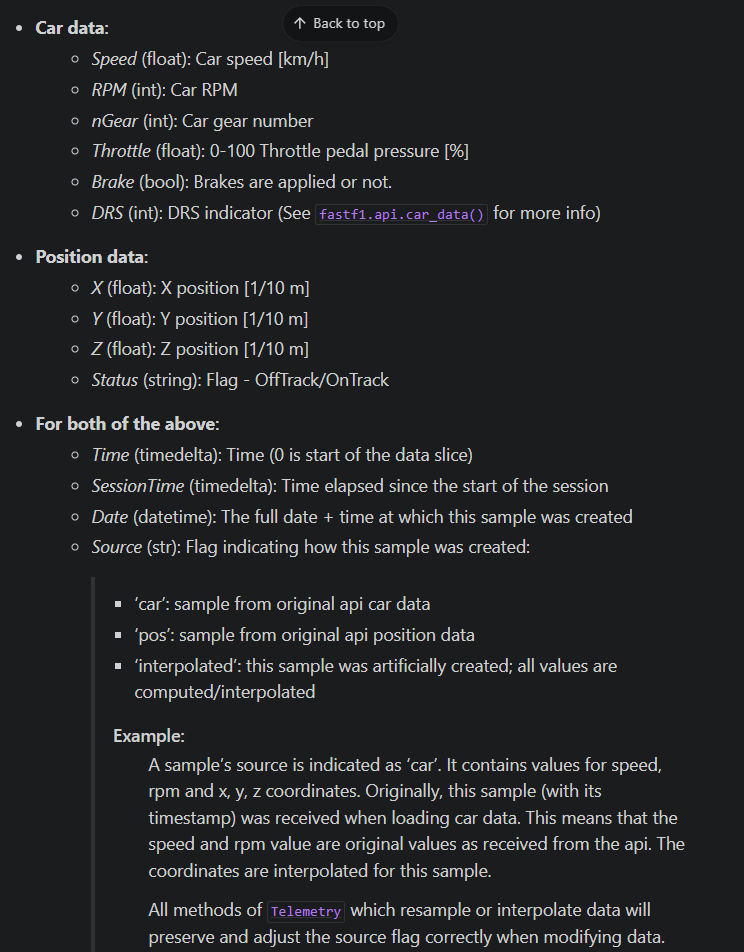 ↑ Back to top
• Car data:
◦ Speed (float): Car speed [km/h]
◦ RPM (int): Car RPM
◦ nGear (int): Car gear number
◦ Throttle (float): 0-100 Throttle pedal pressure [%]
◦ Brake (bool): Brakes are applied or not.
◦ DRS (int): DRS indicator (See fastf1.api.car_data() for more info)
• Position data:
◦ X (float): X position [1/10 m]
◦ Y (float): Y position [1/10 m]
◦ Z (float): Z position [1/10 m]
◦ Status (string): Flag - OffTrack/OnTrack
• For both of the above:
◦ Time (timedelta): Time (0 is start of the data slice)
◦ SessionTime (timedelta): Time elapsed since the start of the session
◦ Date (datetime): The full date + time at which this sample was created
◦ Source (str): Flag indicating how this sample was created:
▪ ‘car’: sample from original api car data
▪ ‘pos’: sample from original api position data
▪ ‘interpolated’: this sample was artificially created; all values are
computed/interpolated
Example:
A sample’s source is indicated as ‘car’. It contains values for speed,
rpm and x, y, z coordinates. Originally, this sample (with its
timestamp) was received when loading car data. This means that the
speed and rpm value are original values as received from the api. The
coordinates are interpolated for this sample.
All methods of Telemetry which resample or interpolate data will
preserve and adjust the source flag correctly when modifying data.